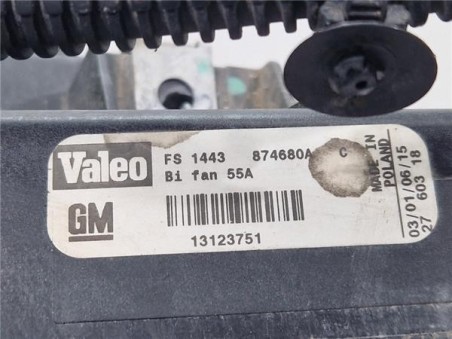 Valeo FS 1443 874680A C
Bi fan 55A
GM
13123751
MADE IN
POLAND
03/01/06/15
27 603 18